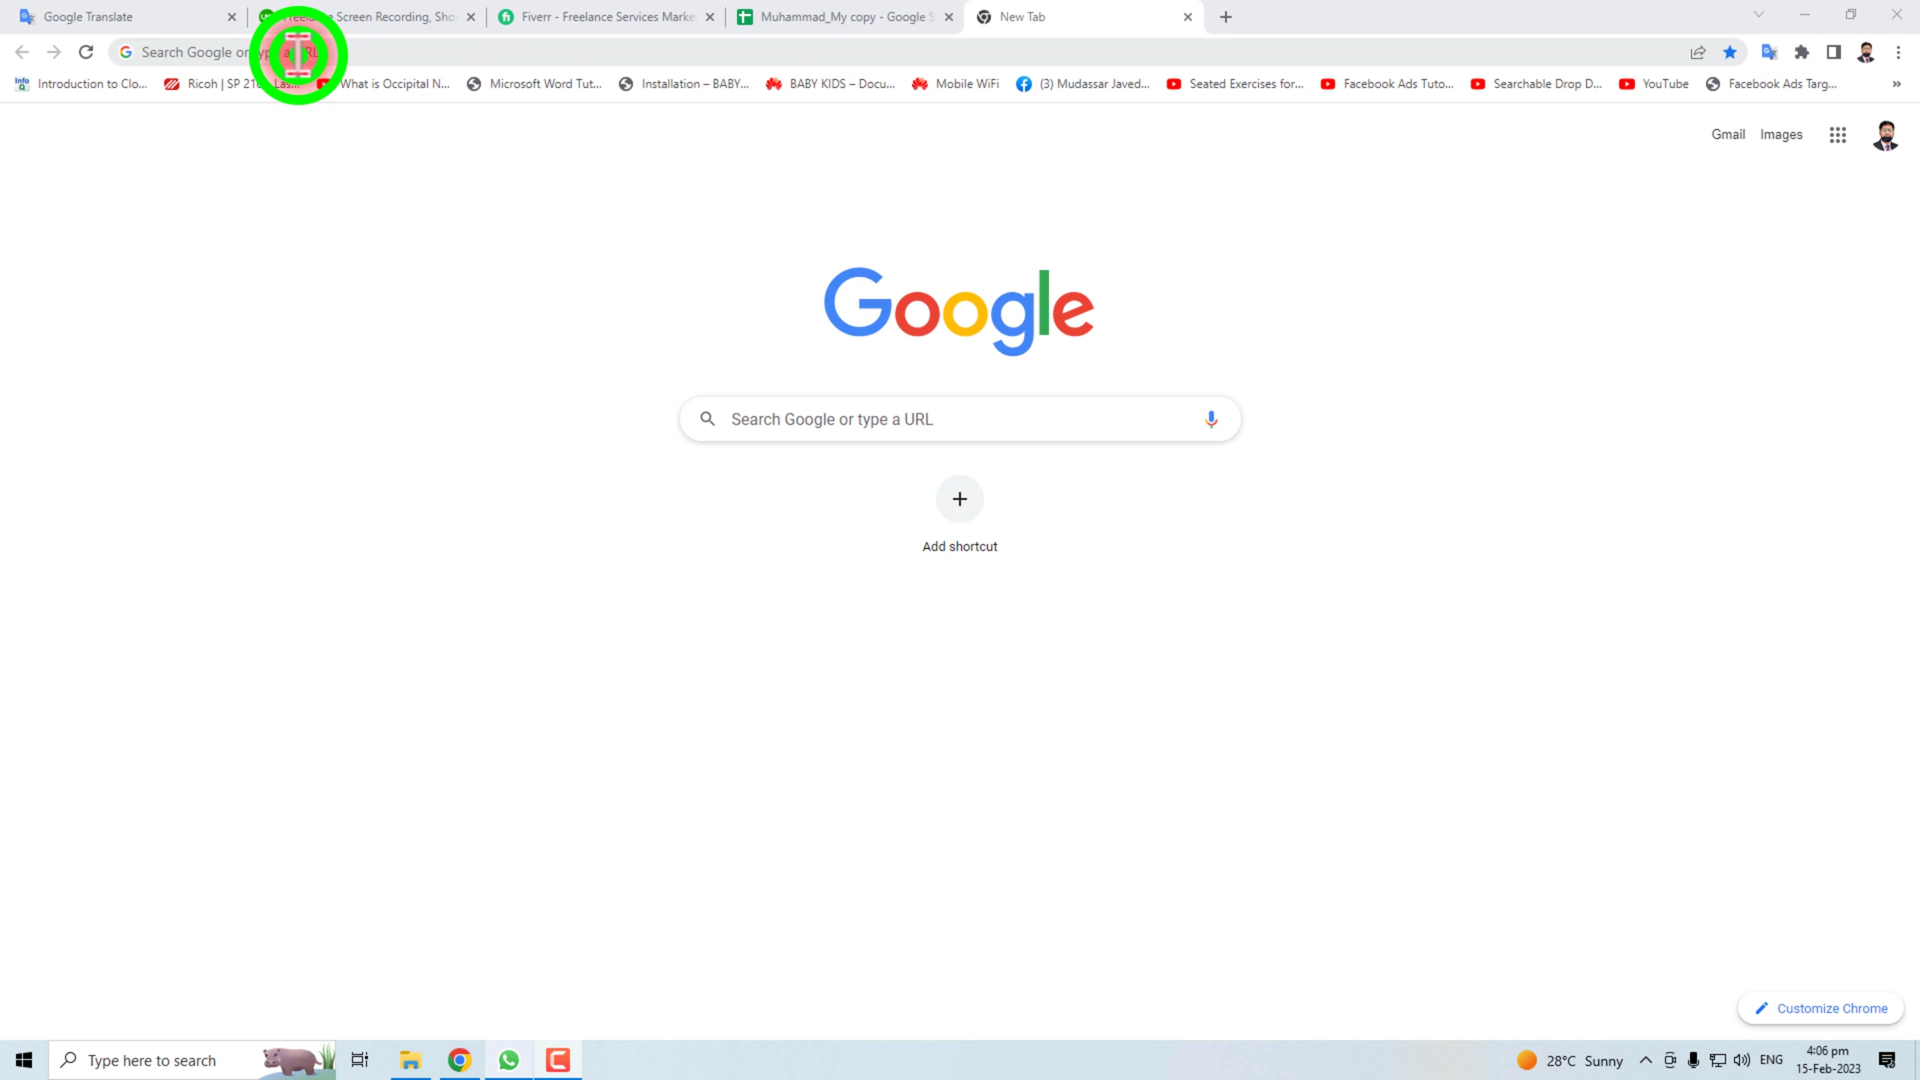 Google Translate
Screen Recording, Sho
Fiverr - Freelance Services Marke
Muhammad_My copy - Google S
New Tab
Search Google or type a URL
Introduction to Clo...
Ricoh | SP 21
What is Occipital N...
Microsoft Word Tut...
Installation – BABY...
BABY KIDS – Docu...
Mobile WiFi
(3) Mudassar Javed...
Seated Exercises for...
Facebook Ads Tuto...
Searchable Drop D...
YouTube
Facebook Ads Targ...
Gmail
Images
Google
Search Google or type a URL
Add shortcut
Customize Chrome
Type here to search
28°C Sunny
ENG
4:06 pm
15-Feb-2023